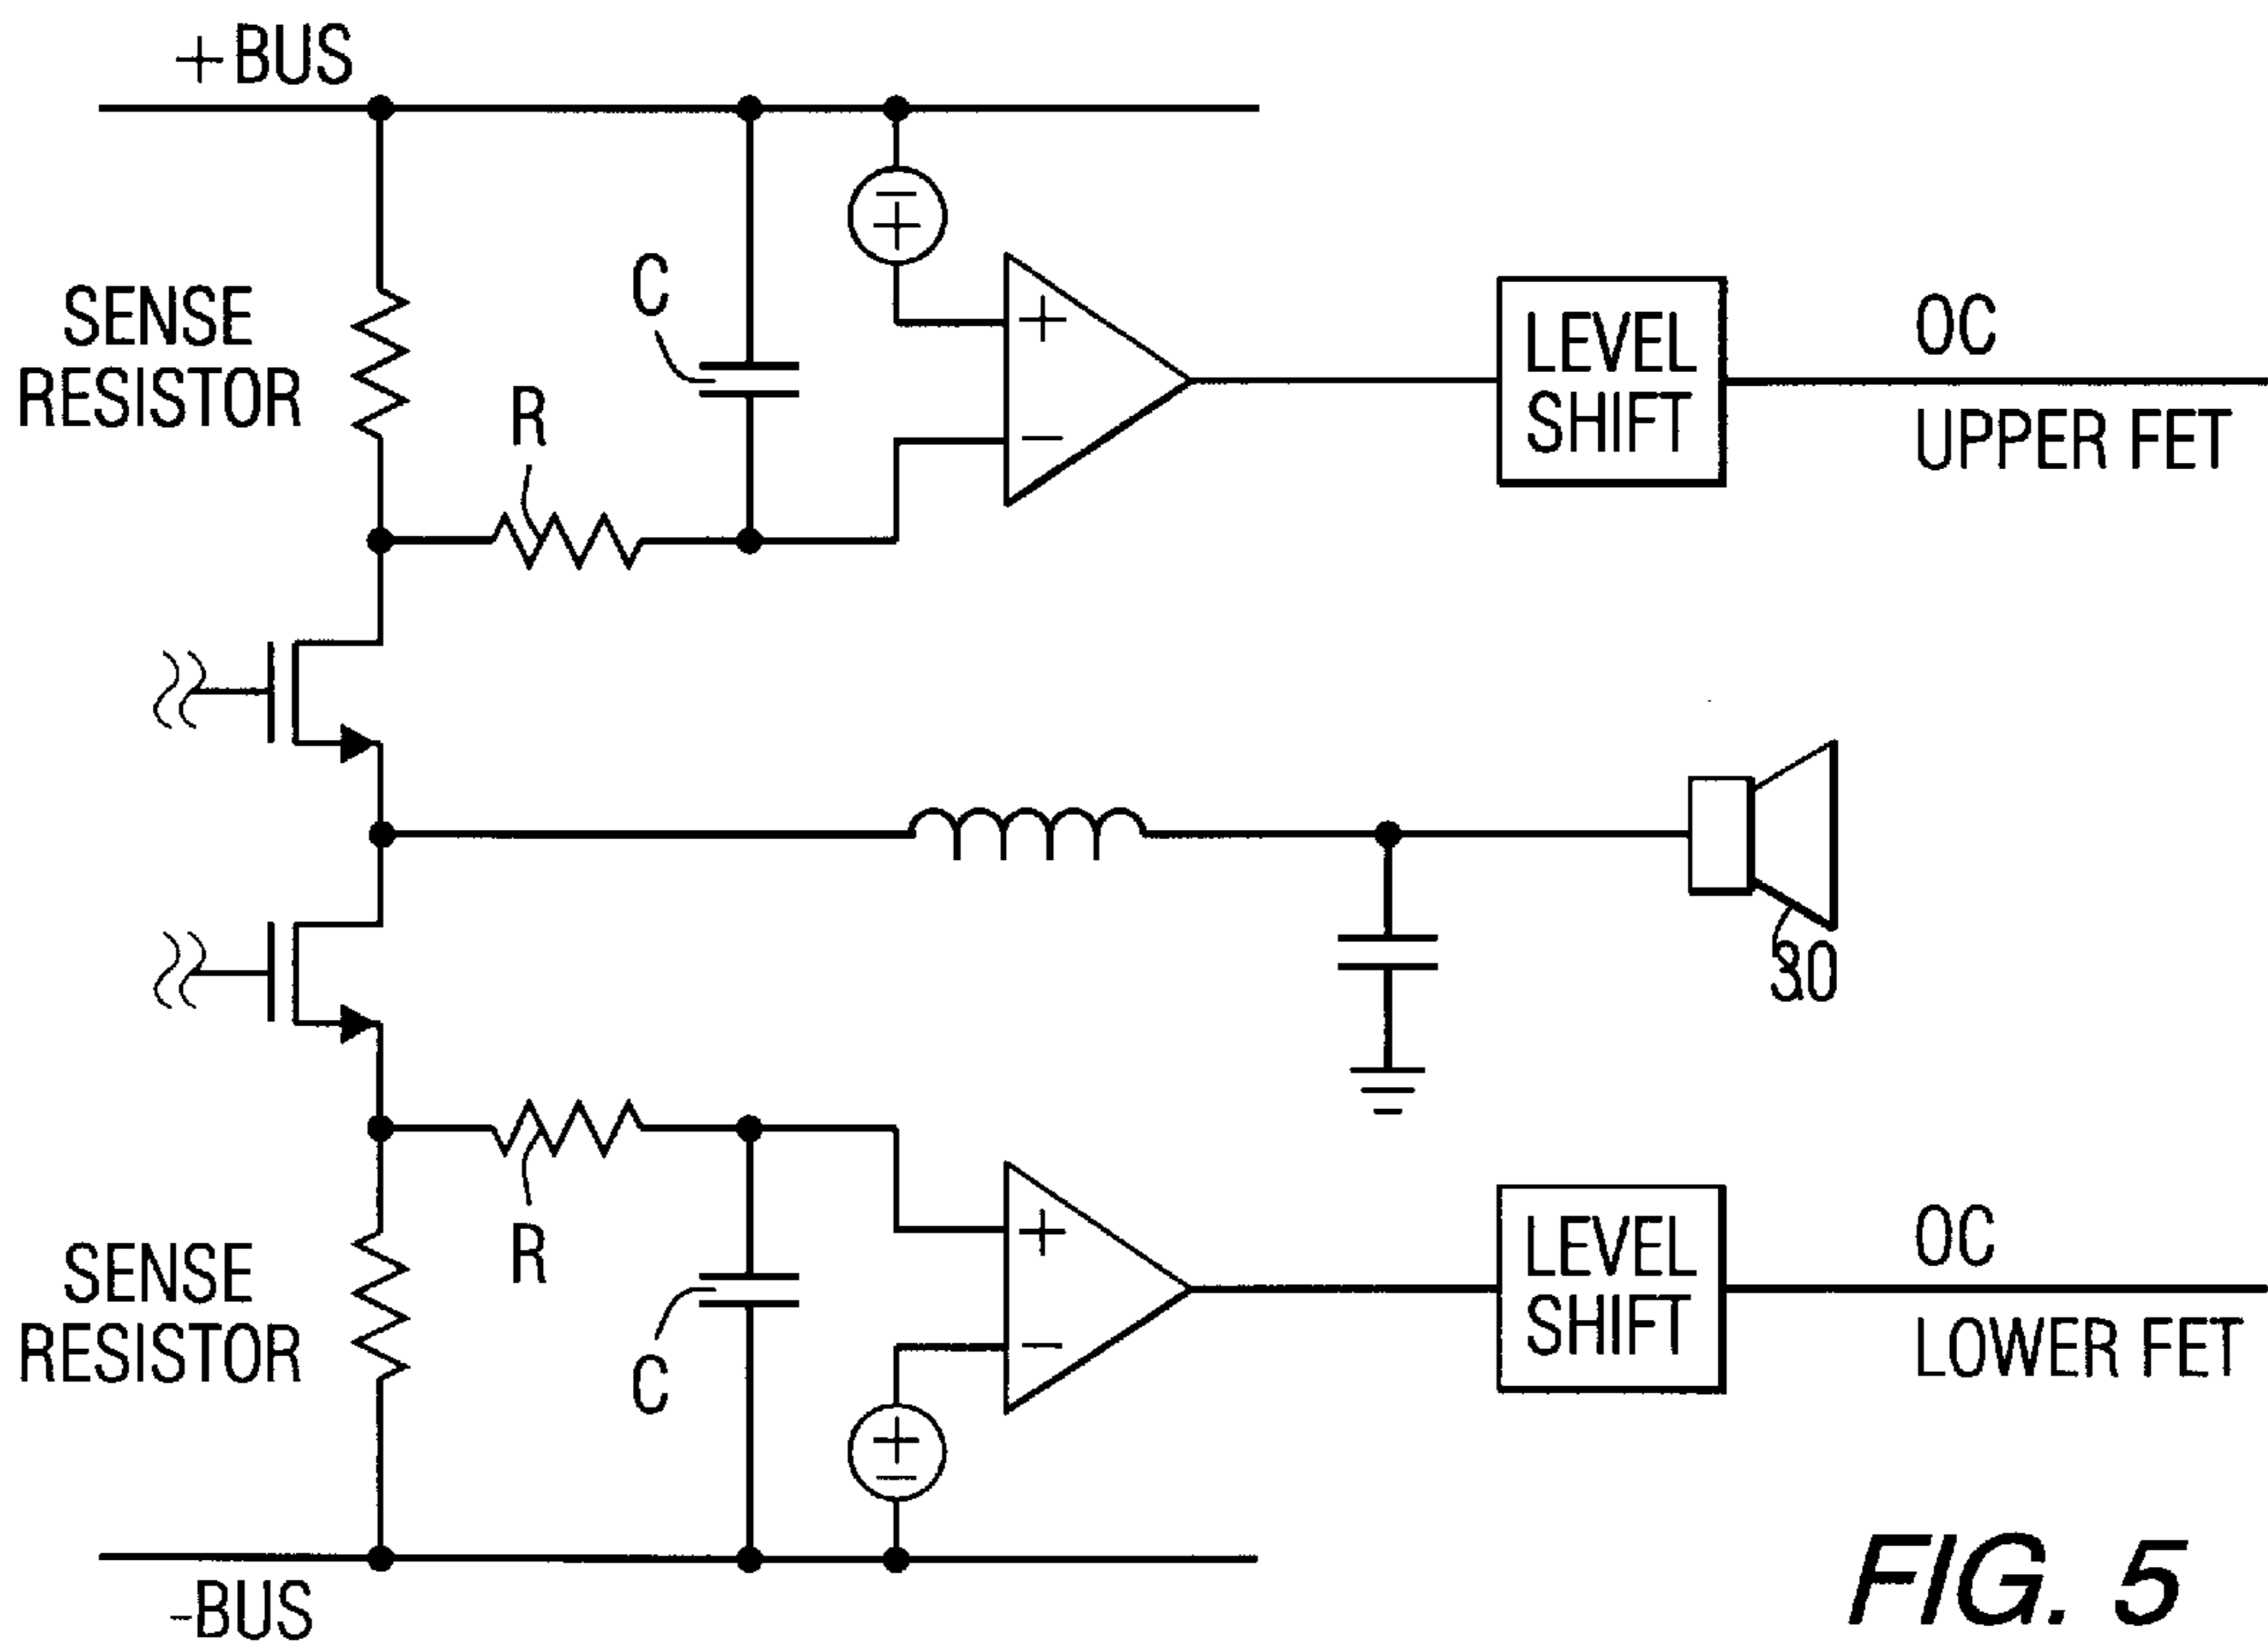 +BUS
SENSE
RESISTOR
C
R
LEVEL
SHIFT
OC
UPPER FET
30
SENSE
RESISTOR
R
C
LEVEL
SHIFT
OC
LOWER FET
-BUS
FIG. 5